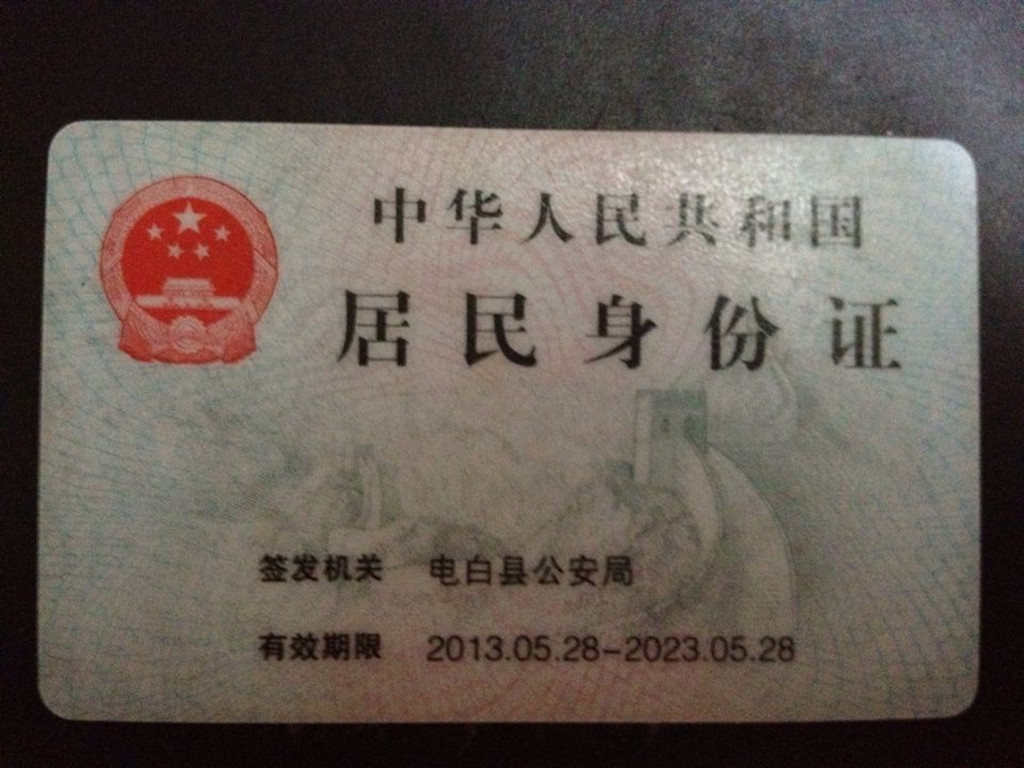 中华人民共和国
居民身份证
签发机关 电白县公安局
有效期限 2013.05.28-2023.05.28